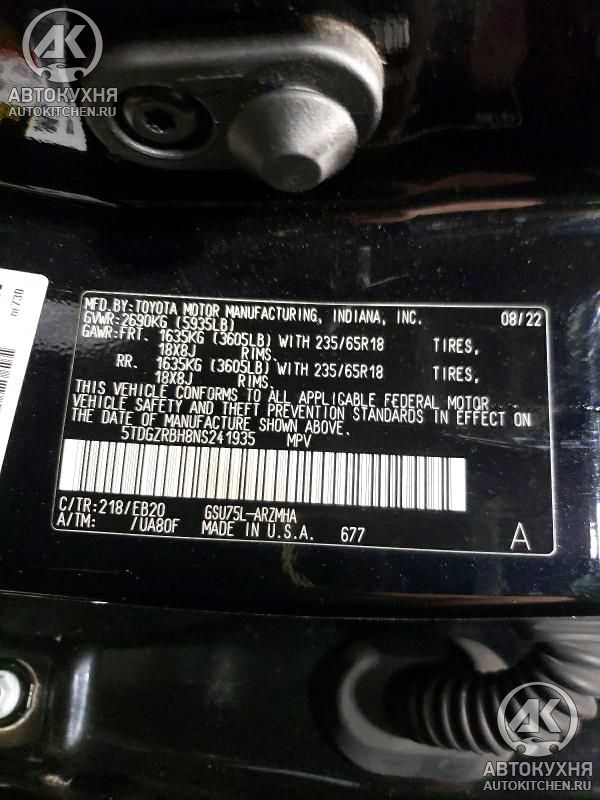 АК
АВТОКУХНЯ
AUTOKITCHEN.RU
MFD.BY:TOYOTA MOTOR MANUFACTURING, INDIANA, INC. 08/22
GVWR:2690KG (5935LB)
GAWR:FRT. 1635KG (3605LB) WITH 235/65R18 TIRES,
18X8J RIMS.
RR. 1635KG (3605LB) WITH 235/65R18 TIRES,
18X8J RIMS.
THIS VEHICLE CONFORMS TO ALL APPLICABLE FEDERAL MOTOR
VEHICLE SAFETY AND THEFT PREVENTION STANDARDS IN EFFECT ON
THE DATE OF MANUFACTURE SHOWN ABOVE.
5TDGZRBH8NS241935 MPV
C/TR:218/EB20 GSU75L-ARZMHA
A/TM: /UA80F MADE IN U.S.A. 677 A
АК
АВТОКУХНЯ
AUTOKITCHEN.RU